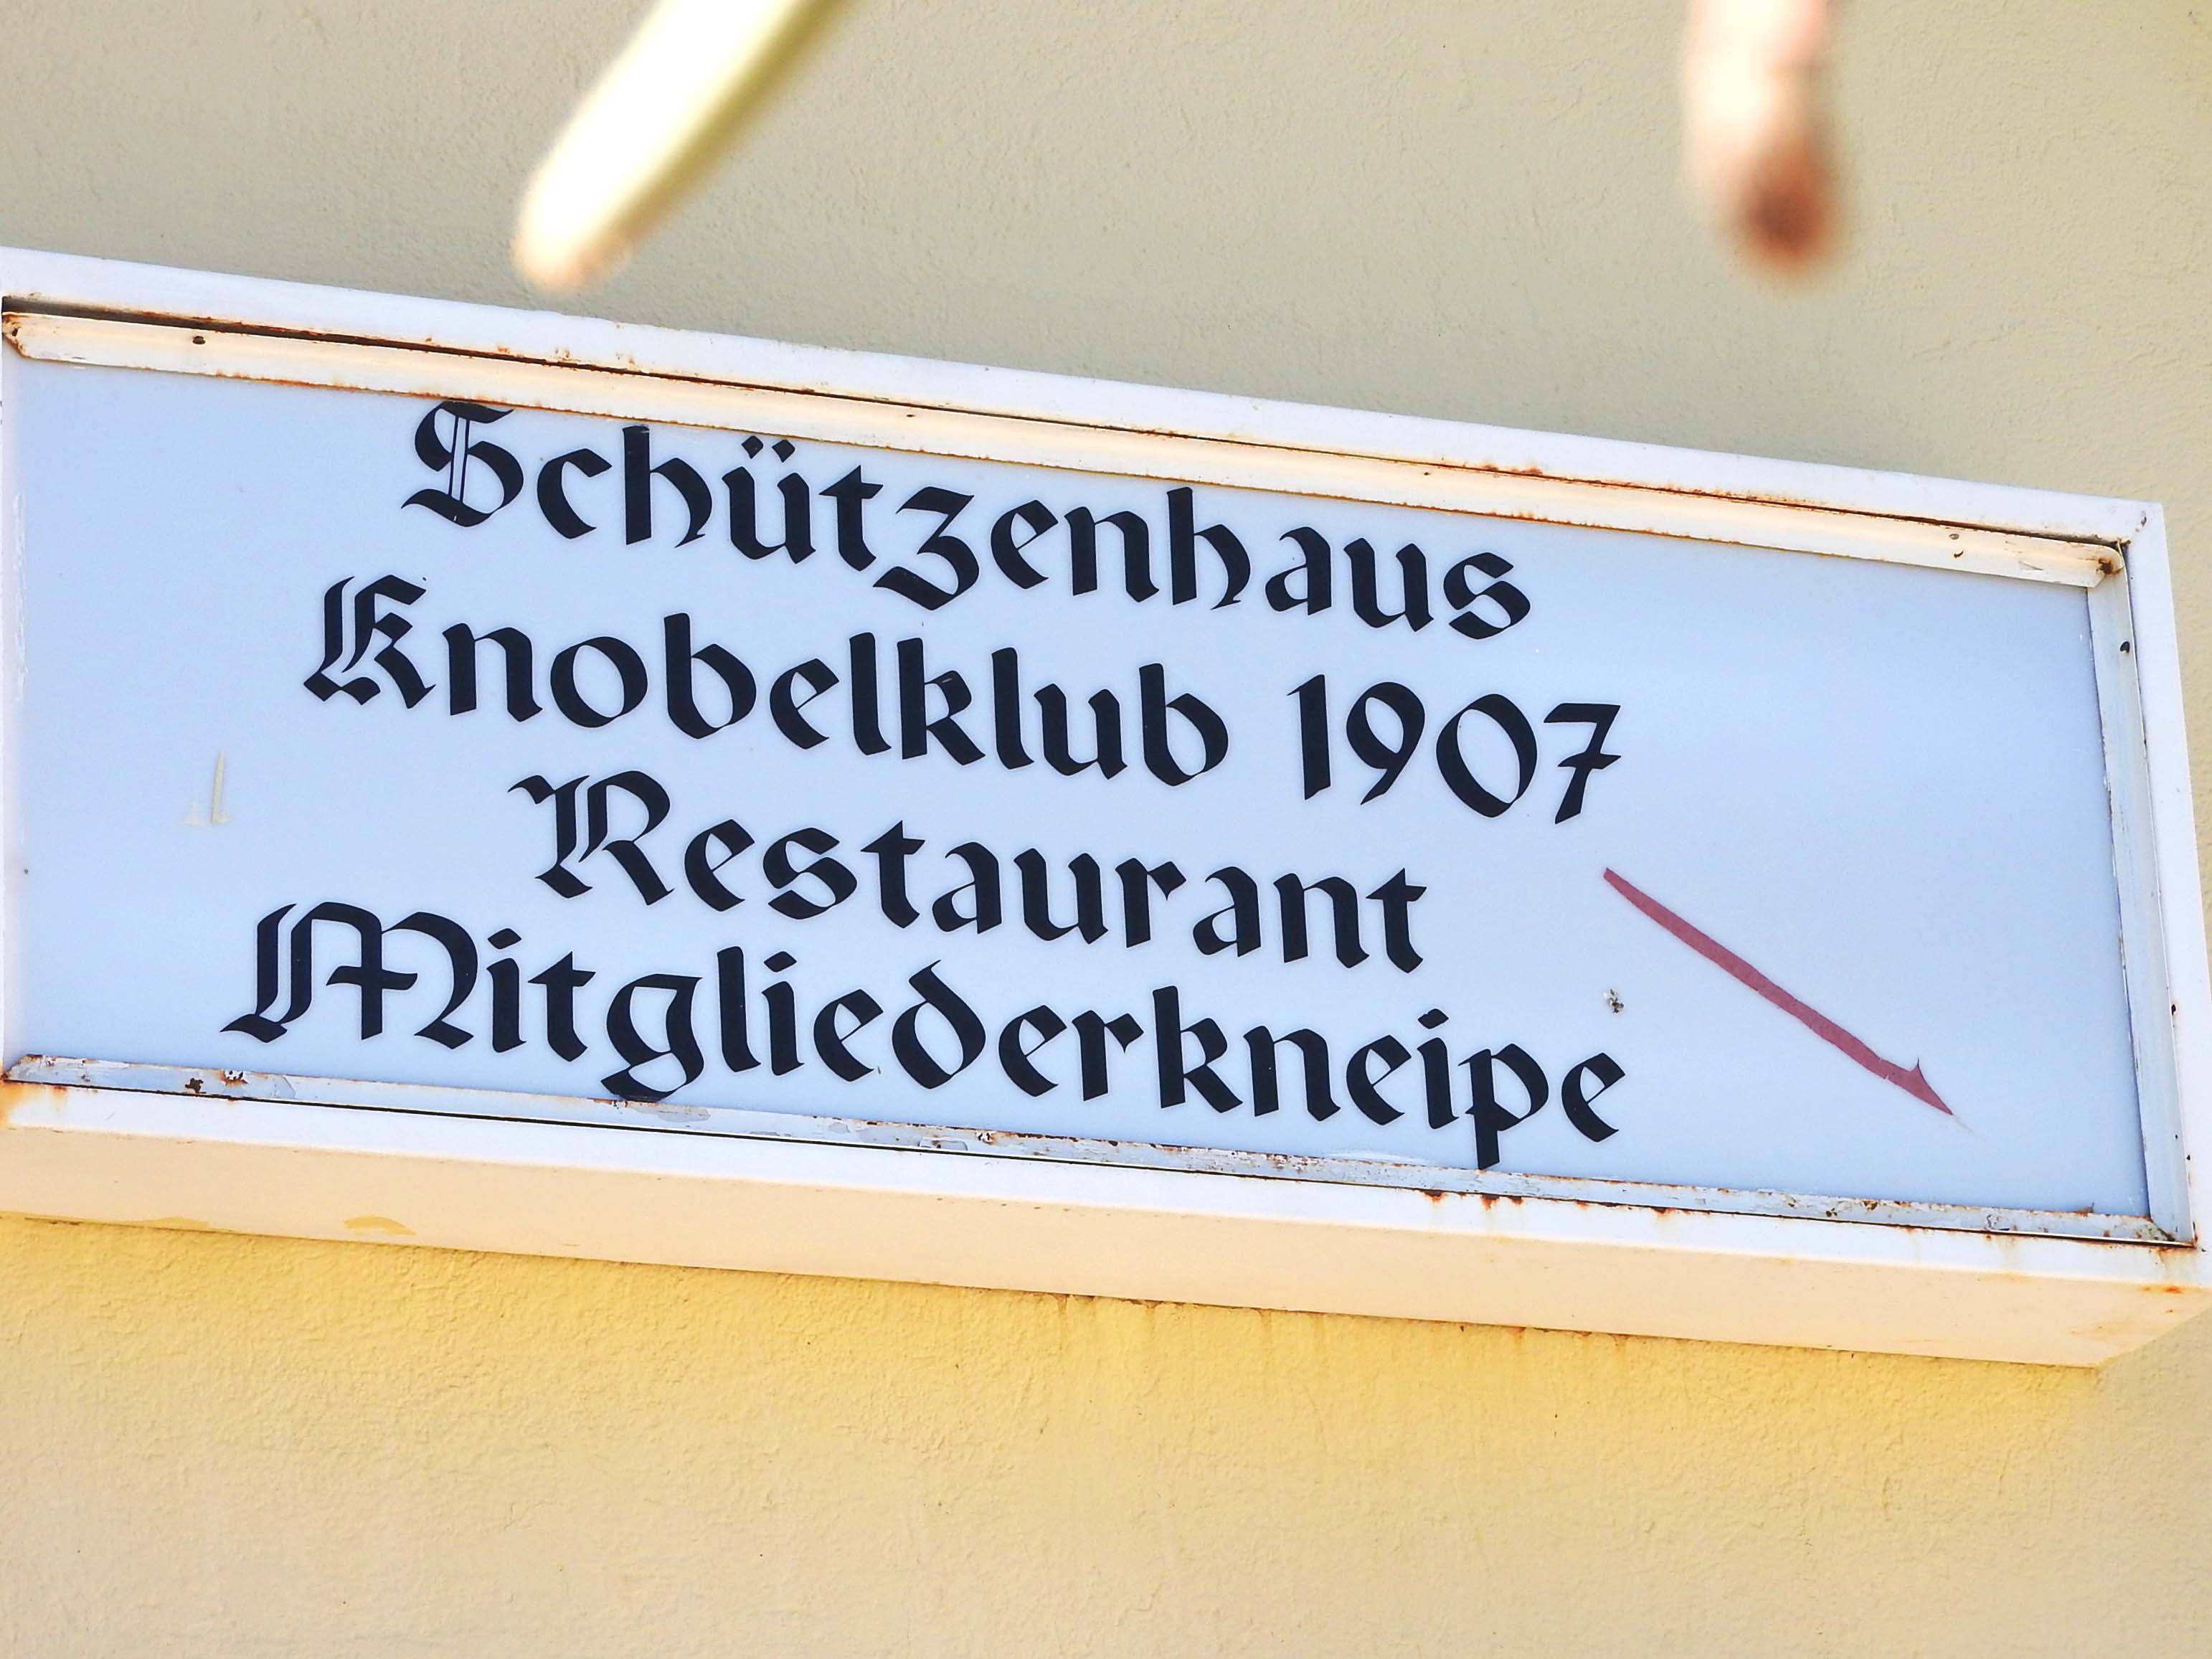 Schützenhaus
Knobelklub 1907
Restaurant
Mitgliederkneipe